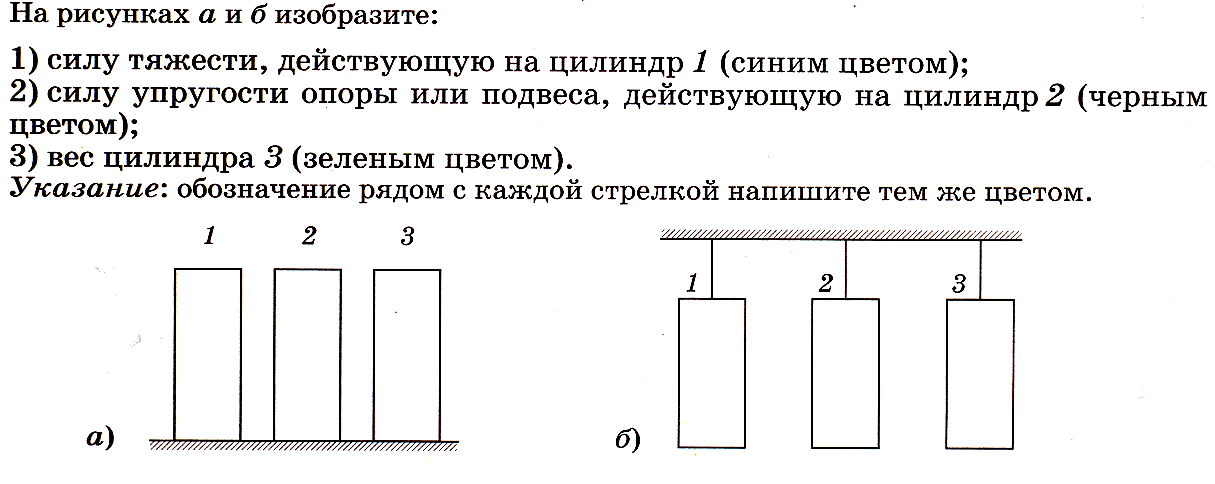 На рисунках а и б изобразите:
1) силу тяжести, действующую на цилиндр 1 (синим цветом);
2) силу упругости опоры или подвеса, действующую на цилиндр 2 (черным
цветом);
3) вес цилиндра 3 (зеленым цветом).
Указание: обозначение рядом с каждой стрелкой напишите тем же цветом.
1 2 3
1 2 3
а)
б)